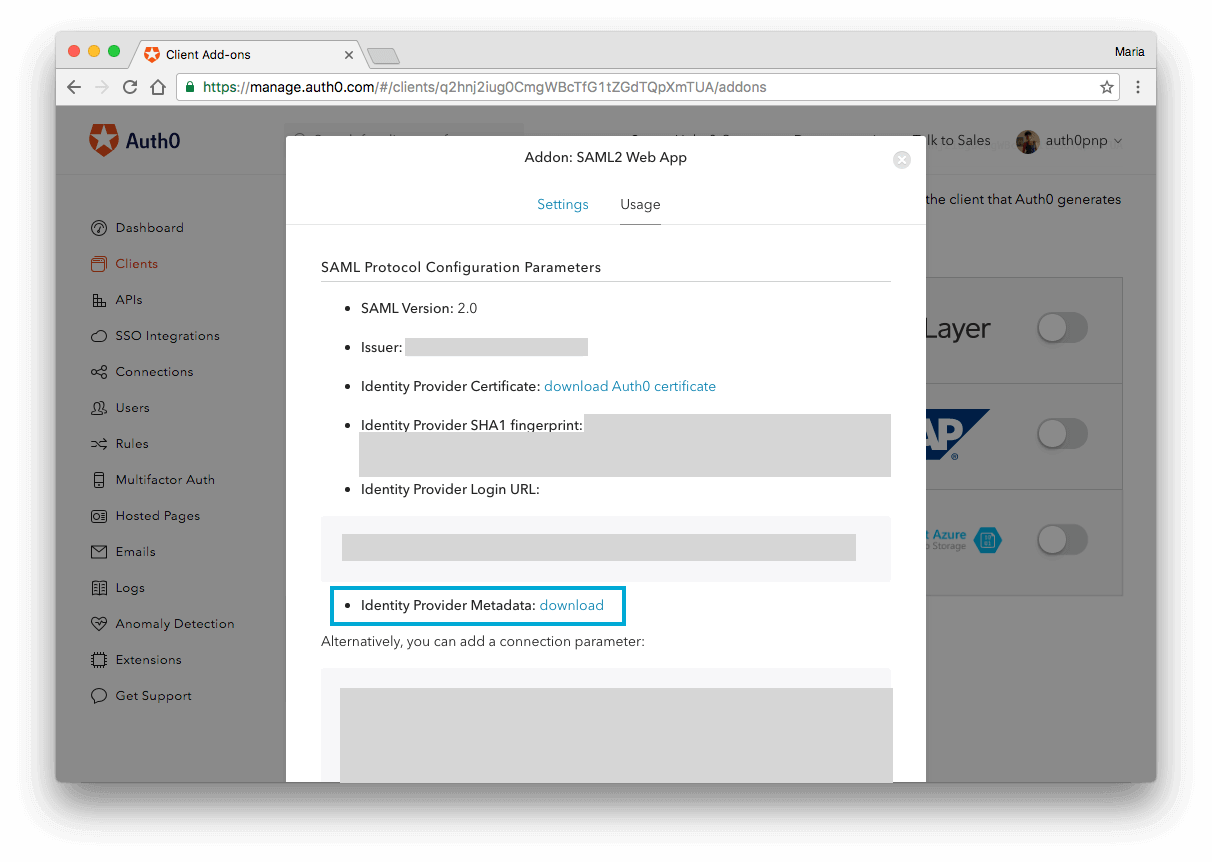 Client Add-ons
Maria
https://manage.auth0.com/#/clients/q2hnj2iug0CmgWBcTfG1tZGdTQpXmTUA/addons
Auth0
lk to Sales
auth0pnp
Addon: SAML2 Web App
Settings
Usage
the client that Auth0 generates
Dashboard
Clients
APIs
SSO Integrations
Connections
Users
Rules
Multifactor Auth
Hosted Pages
Emails
Logs
Anomaly Detection
Extensions
Get Support
SAML Protocol Configuration Parameters
SAML Version: 2.0
Issuer:
Identity Provider Certificate: download Auth0 certificate
Identity Provider SHA1 fingerprint:
Identity Provider Login URL:
Identity Provider Metadata: download
Alternatively, you can add a connection parameter:
Layer
AP
®
t Azure
Storage